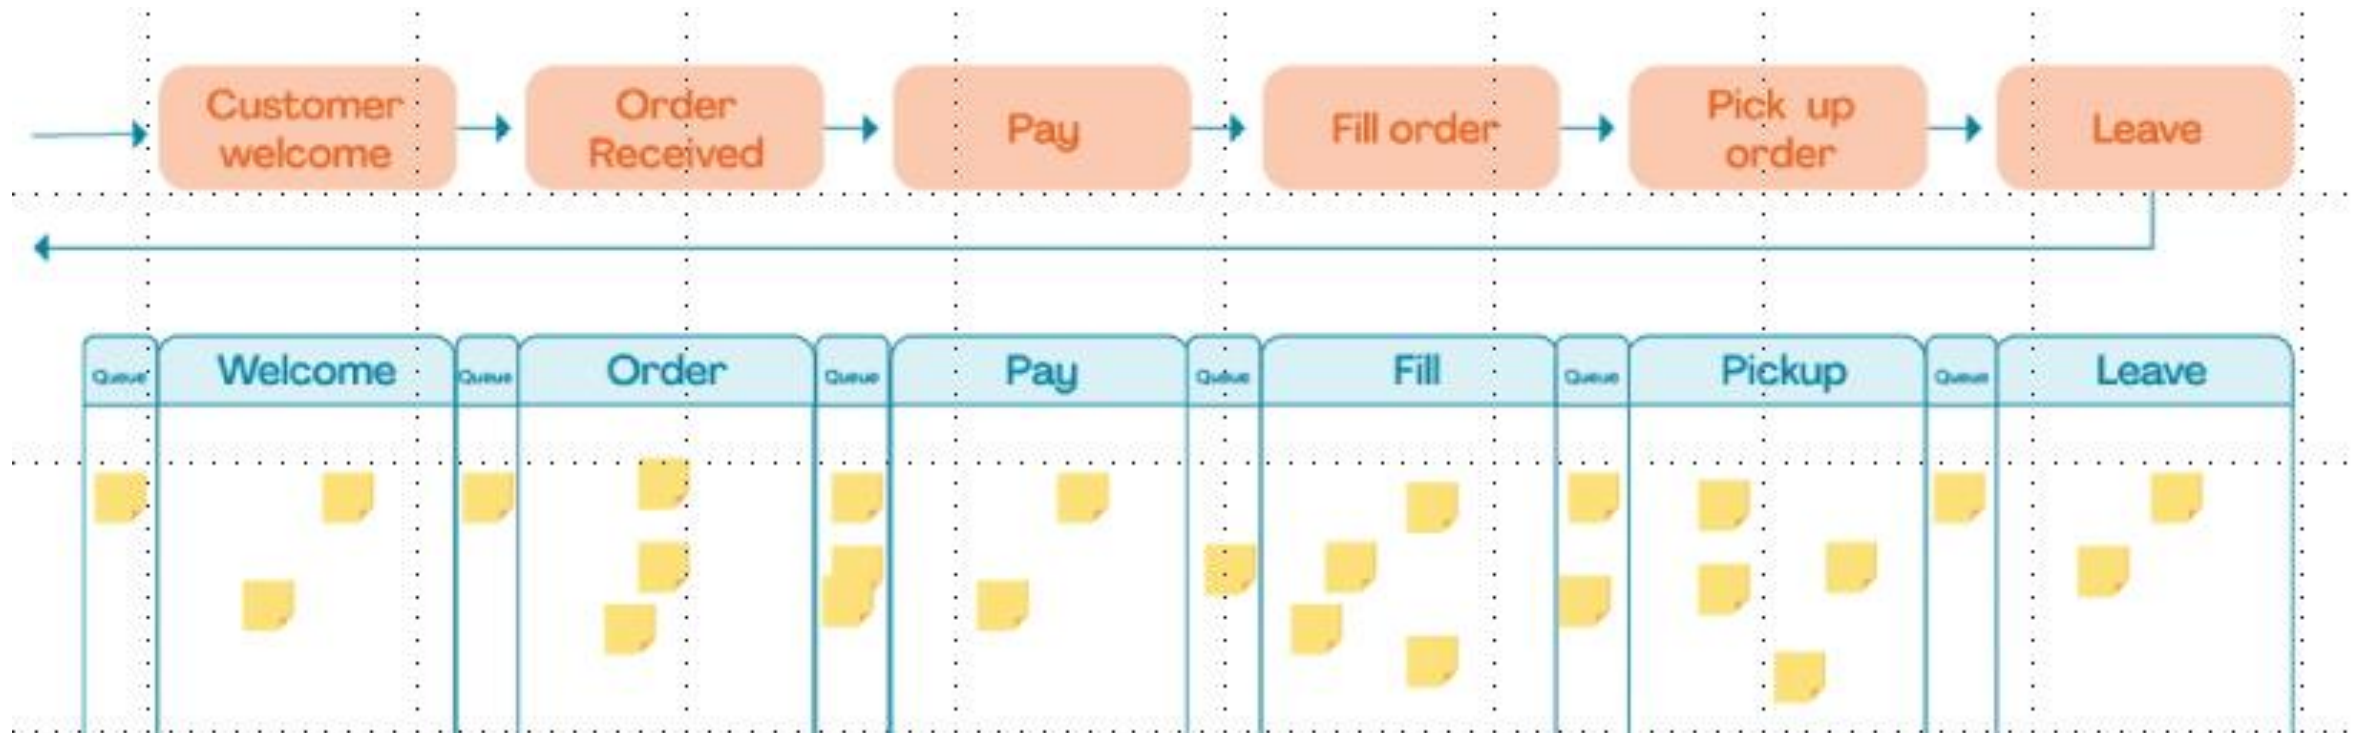 Customer
welcome
Order
Received
Pay
Fill order
Pick up
order
Leave
Queue
Welcome
Queue
Order
Queue
Pay
Queue
Fill
Queue
Pickup
Queue
Leave